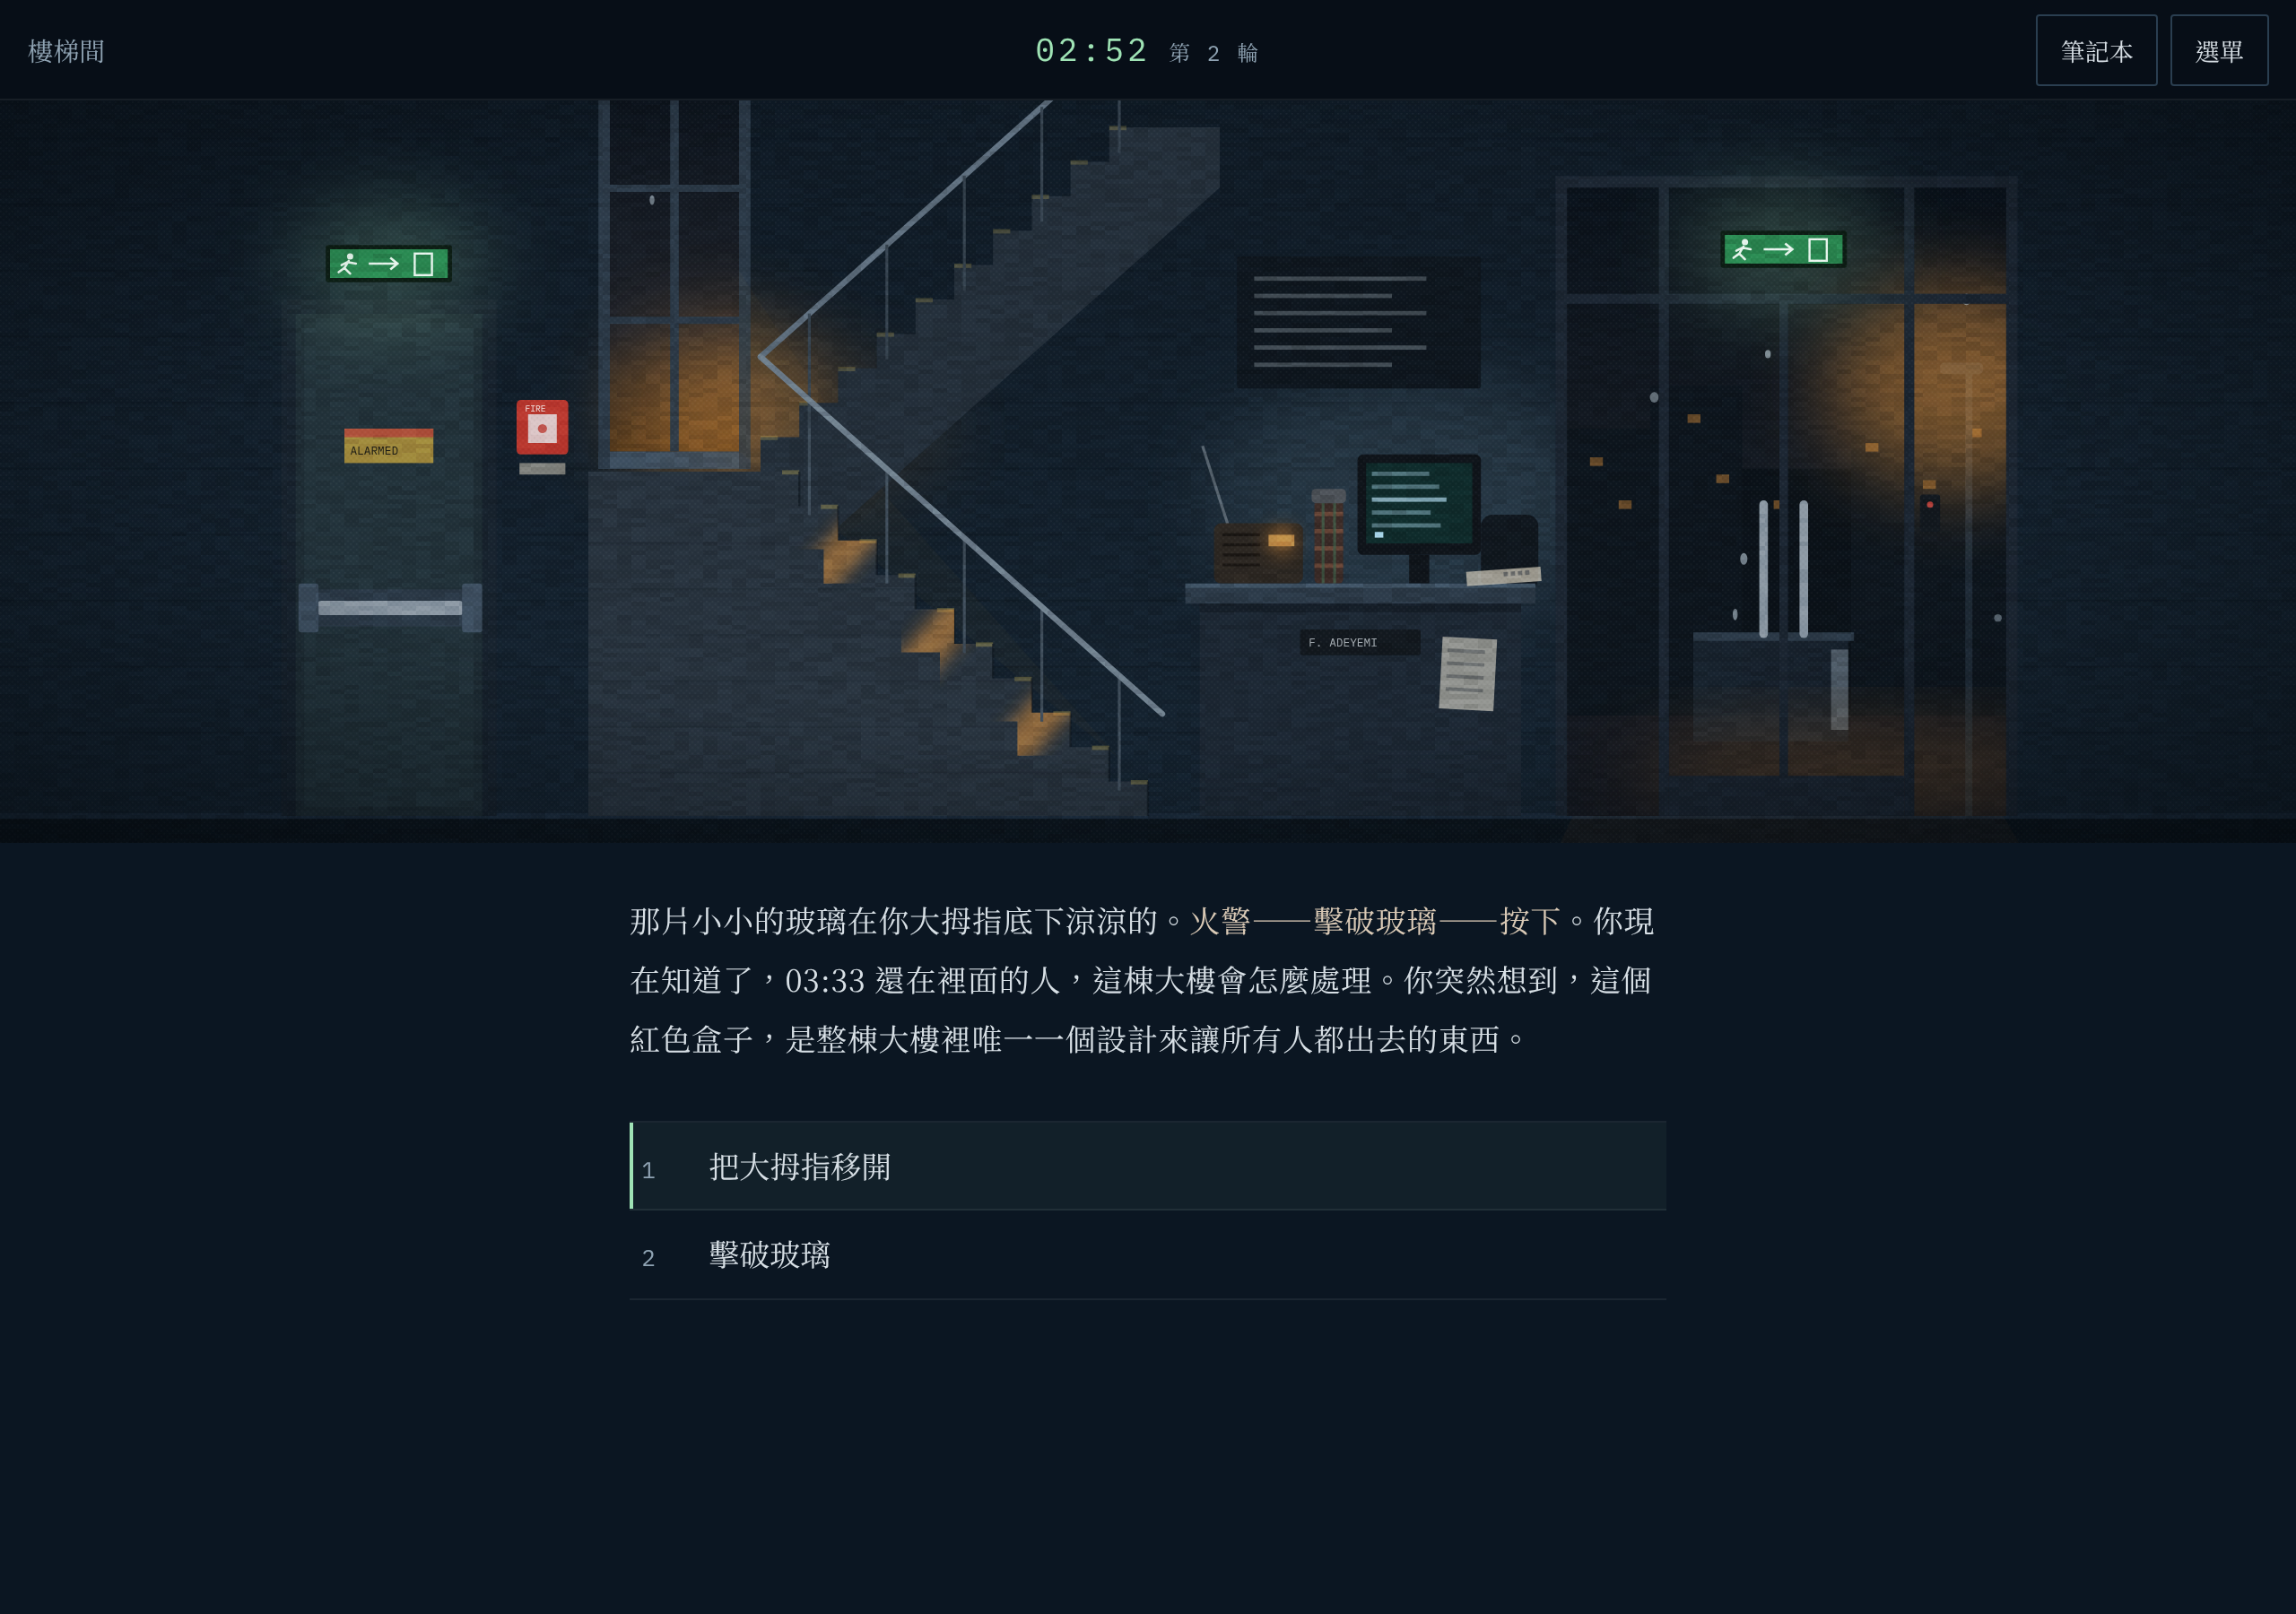 樓梯間
02:52 第 2 輪
筆記本
選單
FIRE
ALARMED
F. ADEYEMI
那片小小的玻璃在你大拇指底下涼涼的。火警——擊破玻璃——按下。你現
在知道了，03:33 還在裡面的人，這棟大樓會怎麼處理。你突然想到，這個
紅色盒子，是整棟大樓裡唯一一個設計來讓所有人都出去的東西。
1 把大拇指移開
2 擊破玻璃